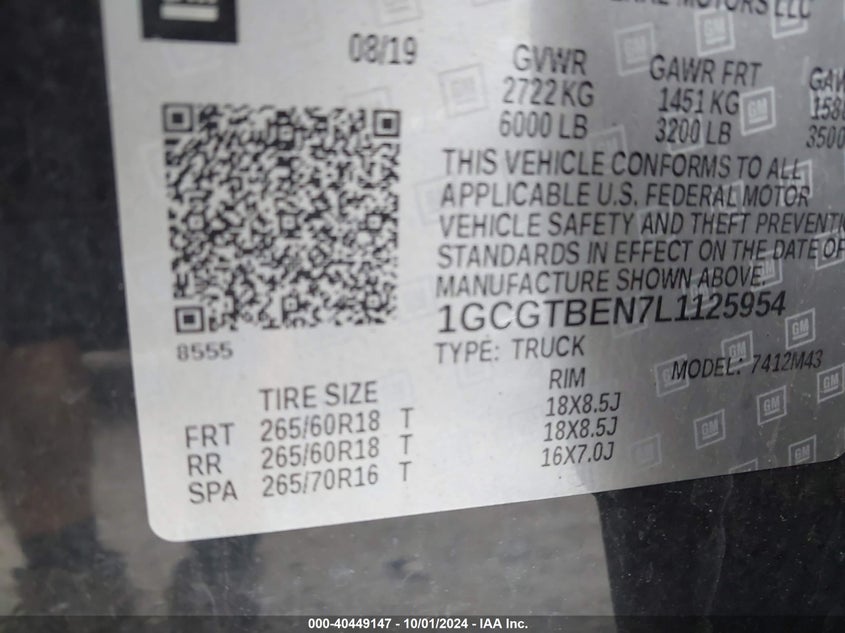 MOTORS LLC
08/19
GVWR GAWR FRT
2722 KG 1451 KG
6000 LB 3200 LB
THIS VEHICLE CONFORMS TO ALL
APPLICABLE U.S. FEDERAL MOTOR
VEHICLE SAFETY AND THEFT
STANDARDS IN EFFECT ON THE DATE OF
MANUFACTURE SHOWN ABOVE.
1GCGTBEN7L1125954
8555
TYPE: TRUCK MODEL: 7412M43
TIRE SIZE RIM
FRT 265/60R18 T 18X8.5J
RR 265/60R18 T 18X8.5J
SPA 265/70R16 T 16X7.0J
GM
000-40449147 - 10/01/2024 - IAA Inc.